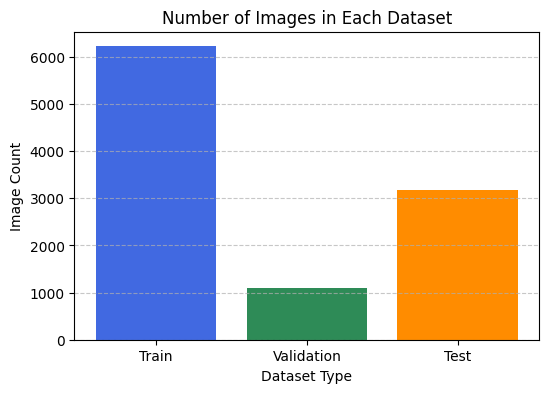 Number of Images in Each Dataset
Image Count
6000
5000
4000
3000
2000
1000
0
Train Validation Test
Dataset Type